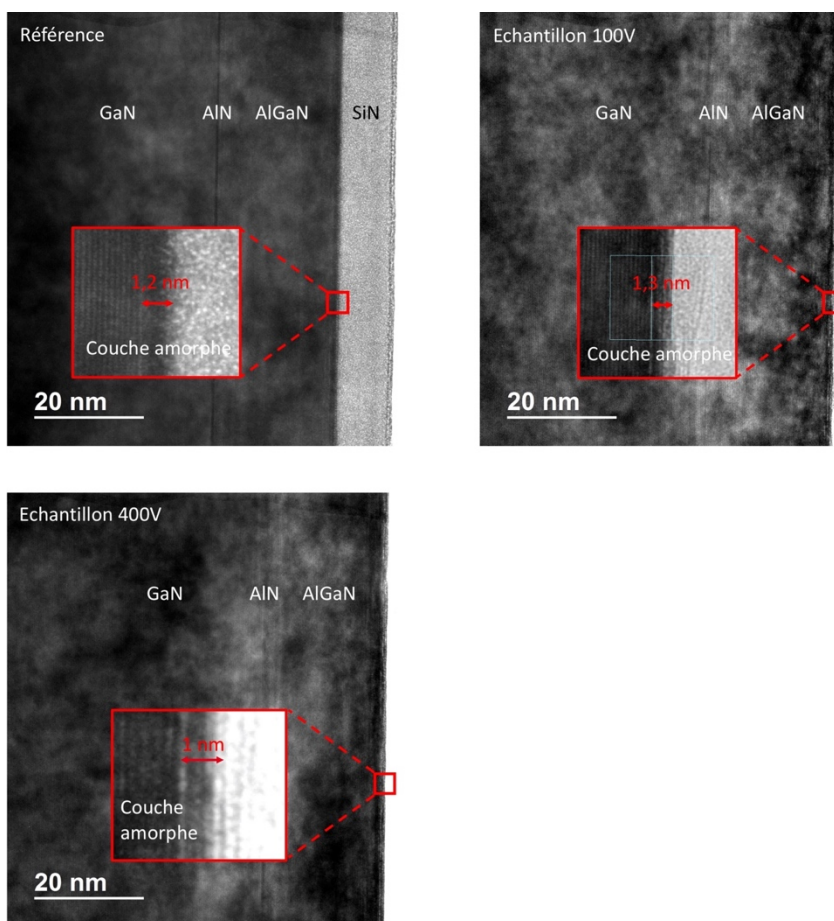 Référence
GaN AlN AlGaN SiN
1,2 nm
Couche amorphe
20 nm
Echantillon 100V
GaN AlN AlGaN
1,3 nm
Couche amorphe
20 nm
Echantillon 400V
GaN AlN AlGaN
1 nm
Couche
amorphe
20 nm